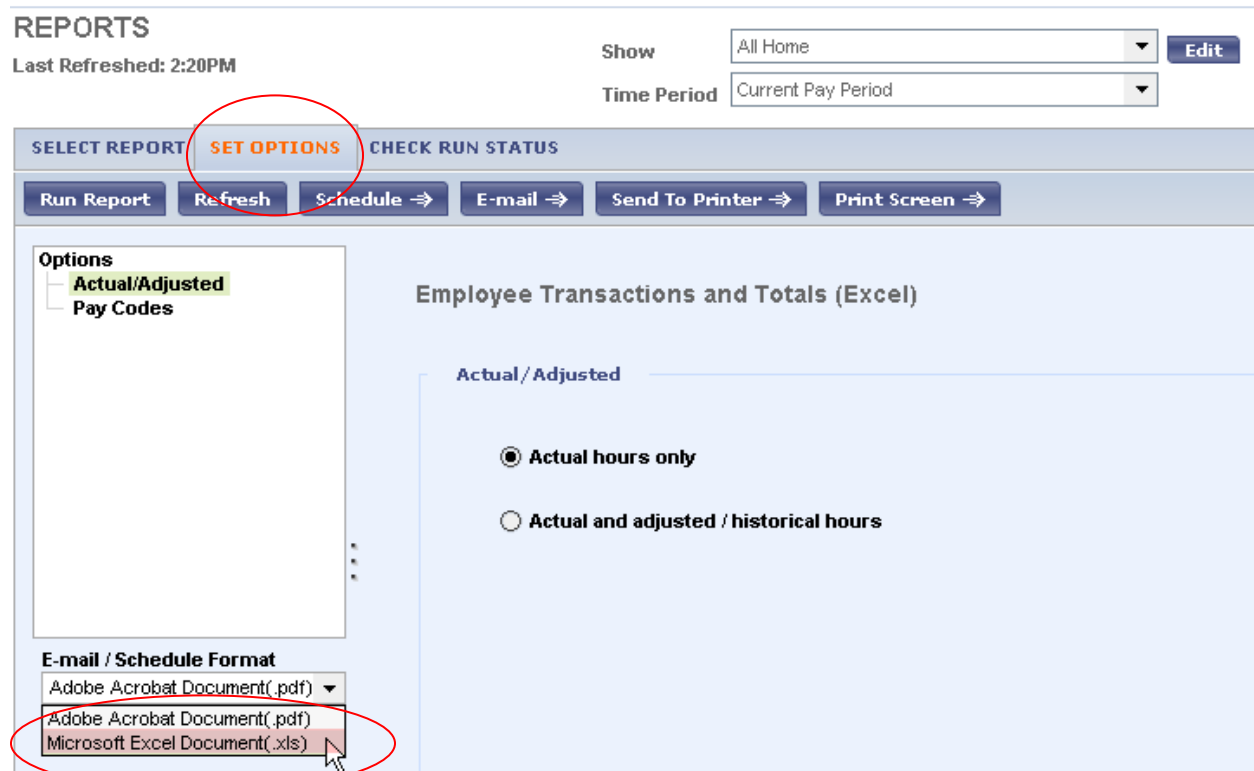 REPORTS
Last Refreshed: 2:20PM
Show All Home Edit
Time Period Current Pay Period
SELECT REPORT SET OPTIONS CHECK RUN STATUS
Run Report Refresh Schedule E-mail Send To Printer Print Screen
Options
Actual/Adjusted
Pay Codes
Employee Transactions and Totals (Excel)
Actual/Adjusted
Actual hours only
Actual and adjusted / historical hours
E-mail / Schedule Format
Adobe Acrobat Document(.pdf)
Adobe Acrobat Document(.pdf)
Microsoft Excel Document(.xls)